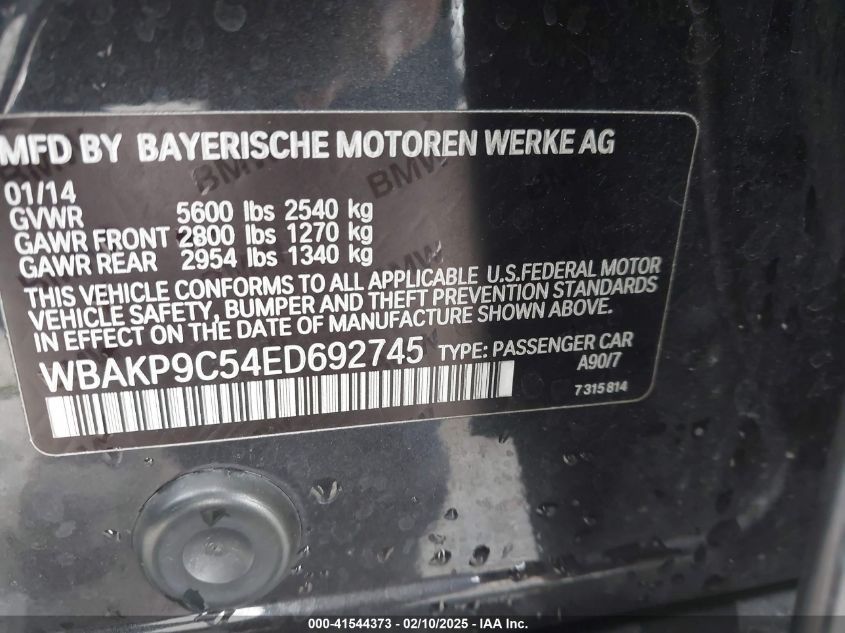 MFD BY BAYERISCHE MOTOREN WERKE AG
01/14
GVWR 5600 lbs 2540 kg
GAWR FRONT 2800 lbs 1270 kg
GAWR REAR 2954 lbs 1340 kg
THIS VEHICLE CONFORMS TO ALL APPLICABLE U.S.FEDERAL MOTOR
VEHICLE SAFETY, BUMPER AND THEFT PREVENTION STANDARDS
IN EFFECT ON THE DATE OF MANUFACTURE SHOWN ABOVE.
WBAKP9C54ED692745 TYPE: PASSENGER CAR
A90/7
7 315 814
000-41544373 - 02/10/2025 - IAA Inc.